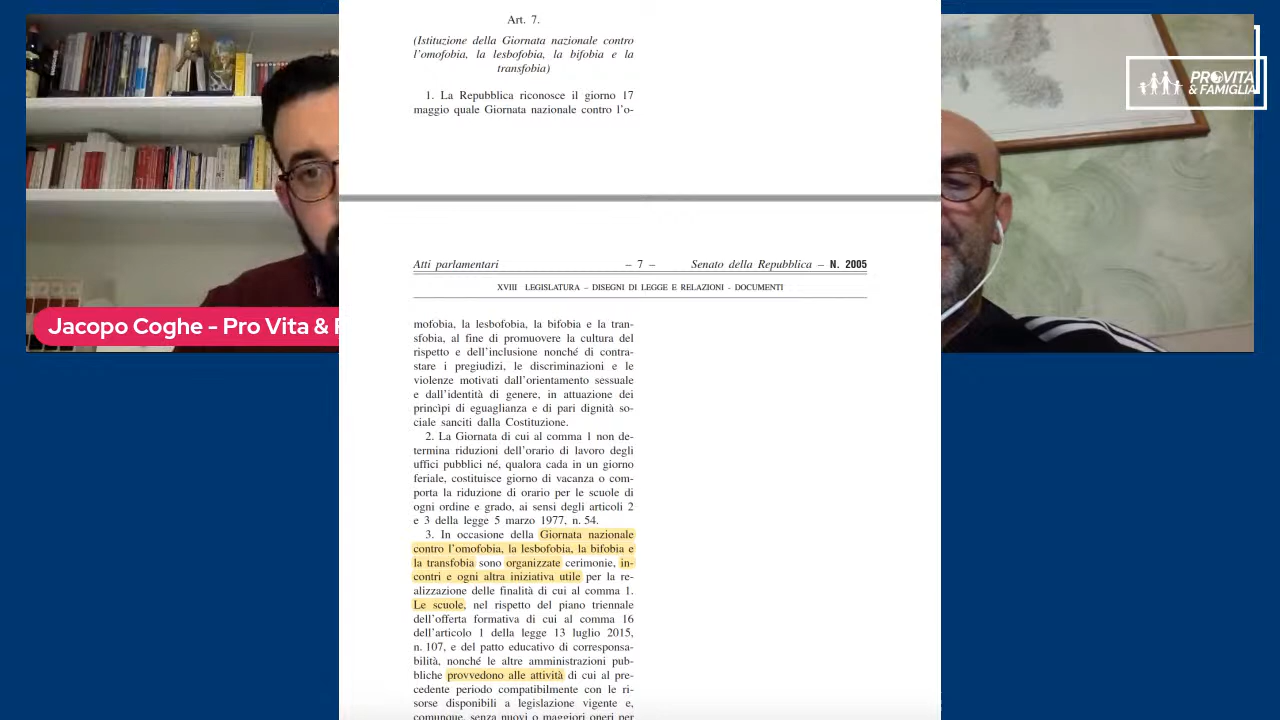 Art. 7.
(Istituzione della Giornata nazionale contro
l'omofobia, la lesbofobia, la bifobia e la
transfobia)
1. La Repubblica riconosce il giorno 17
maggio quale Giornata nazionale contro l'o-
PROVITA
& FAMIGLIA
Jacopo Coghe - Pro Vita &
Atti parlamentari – 7 – Senato della Repubblica – N. 2005
XVIII LEGISLATURA – DISEGNI DI LEGGE E RELAZIONI - DOCUMENTI
mofobia, la lesbofobia, la bifobia e la tran-
sfobia, al fine di promuovere la cultura del
rispetto e dell'inclusione nonché di contra-
stare i pregiudizi, le discriminazioni e le
violenze motivati dall'orientamento sessuale
e dall'identità di genere, in attuazione dei
princìpi di eguaglianza e di pari dignità so-
ciale sanciti dalla Costituzione.
2. La Giornata di cui al comma 1 non de-
termina riduzioni dell'orario di lavoro degli
uffici pubblici né, qualora cada in un giorno
feriale, costituisce giorno di vacanza o com-
porta la riduzione di orario per le scuole di
ogni ordine e grado, ai sensi degli articoli 2
e 3 della legge 5 marzo 1977, n. 54.
3. In occasione della Giornata nazionale
contro l'omofobia, la lesbofobia, la bifobia e
la transfobia sono organizzate cerimonie, in-
contri e ogni altra iniziativa utile per la re-
alizzazione delle finalità di cui al comma 1.
Le scuole, nel rispetto del piano triennale
dell'offerta formativa di cui al comma 16
dell'articolo 1 della legge 13 luglio 2015,
n. 107, e del patto educativo di corresponsa-
bilità, nonché le altre amministrazioni pub-
bliche provvedono alle attività di cui al pre-
cedente periodo compatibilmente con le ri-
sorse disponibili a legislazione vigente e,
comunque, senza nuovi o maggiori oneri per